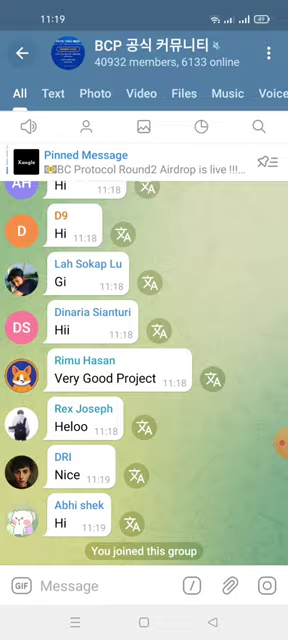 11:19
49
BCP 공식 커뮤니티
40932 members, 6133 online
All Text Photo Video Files Music Voice
Xangle
Pinned Message
BC Protocol Round2 Airdrop is live !!!...
AH
Hi 11:18
D9
D
Hi 11:18
Lah Sokap Lu
Gi 11:18
Dinaria Sianturi
DS
Hii 11:18
Rimu Hasan
Very Good Project 11:18
Rex Joseph
Heloo 11:18
DRI
Nice 11:19
Abhi shek
Hi 11:19
You joined this group
GIF Message